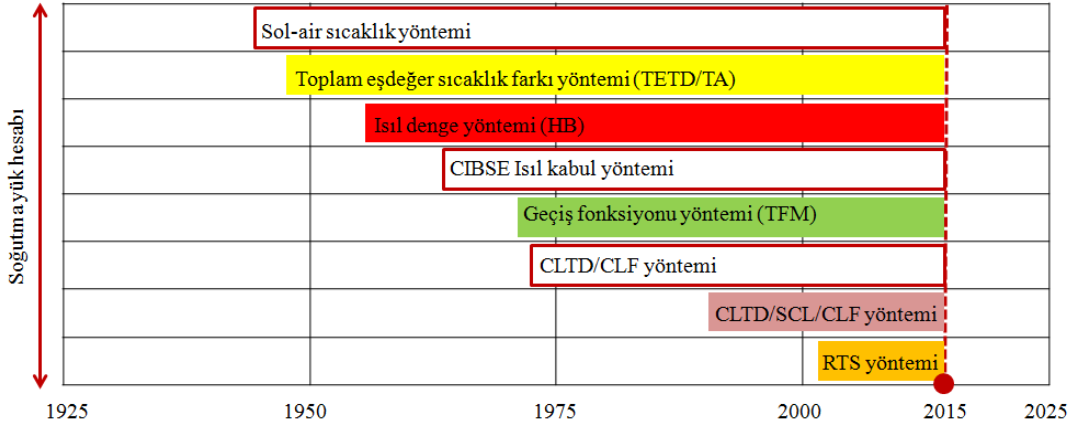 Soğutma yük hesabı
Sol-air sıcaklık yöntemi
Toplam eşdeğer sıcaklık farkı yöntemi (TETD/TA)
Isıl denge yöntemi (HB)
CIBSE Isıl kabul yöntemi
Geçiş fonksiyonu yöntemi (TFM)
CLTD/CLF yöntemi
CLTD/SCL/CLF yöntemi
RTS yöntemi
1925 1950 1975 2000 2015 2025